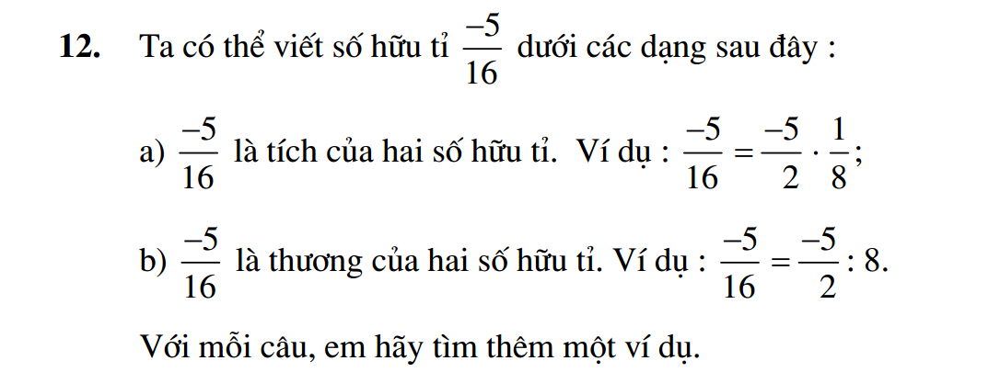 12. Ta có thể viết số hữu tỉ $\frac{-5}{16}$ dưới các dạng sau đây :
a) $\frac{-5}{16}$ là tích của hai số hữu tỉ. Ví dụ : $\frac{-5}{16} = \frac{-5}{2} \cdot \frac{1}{8}$;
b) $\frac{-5}{16}$ là thương của hai số hữu tỉ. Ví dụ : $\frac{-5}{16} = \frac{-5}{2} : 8$.
Với mỗi câu, em hãy tìm thêm một ví dụ.